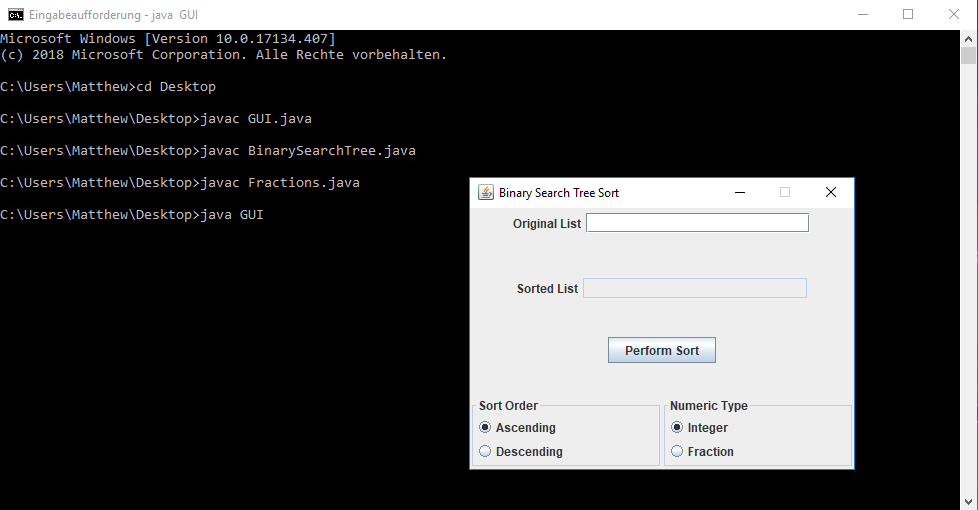 Eingabeaufforderung - java  GUI
Microsoft Windows [Version 10.0.17134.407]
(c) 2018 Microsoft Corporation. Alle Rechte vorbehalten.
C:\Users\Matthew>cd Desktop
C:\Users\Matthew\Desktop>javac GUI.java
C:\Users\Matthew\Desktop>javac BinarySearchTree.java
C:\Users\Matthew\Desktop>javac Fractions.java
C:\Users\Matthew\Desktop>java GUI
Binary Search Tree Sort
Original List
Sorted List
Perform Sort
Sort Order
Ascending
Descending
Numeric Type
Integer
Fraction